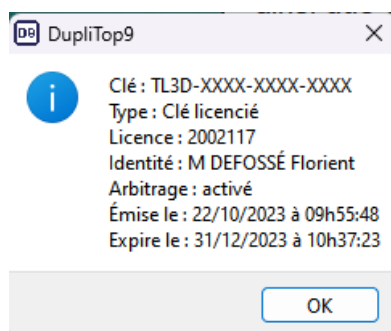 D9 DupliTop9
Clé : TL3D-XXXX-XXXX-XXXX
Type : Clé licencié
Licence : 2002117
Identité : M DEFOSSÉ Florient
Arbitrage : activé
Émise le : 22/10/2023 à 09h55:48
Expire le : 31/12/2023 à 10h37:23
OK